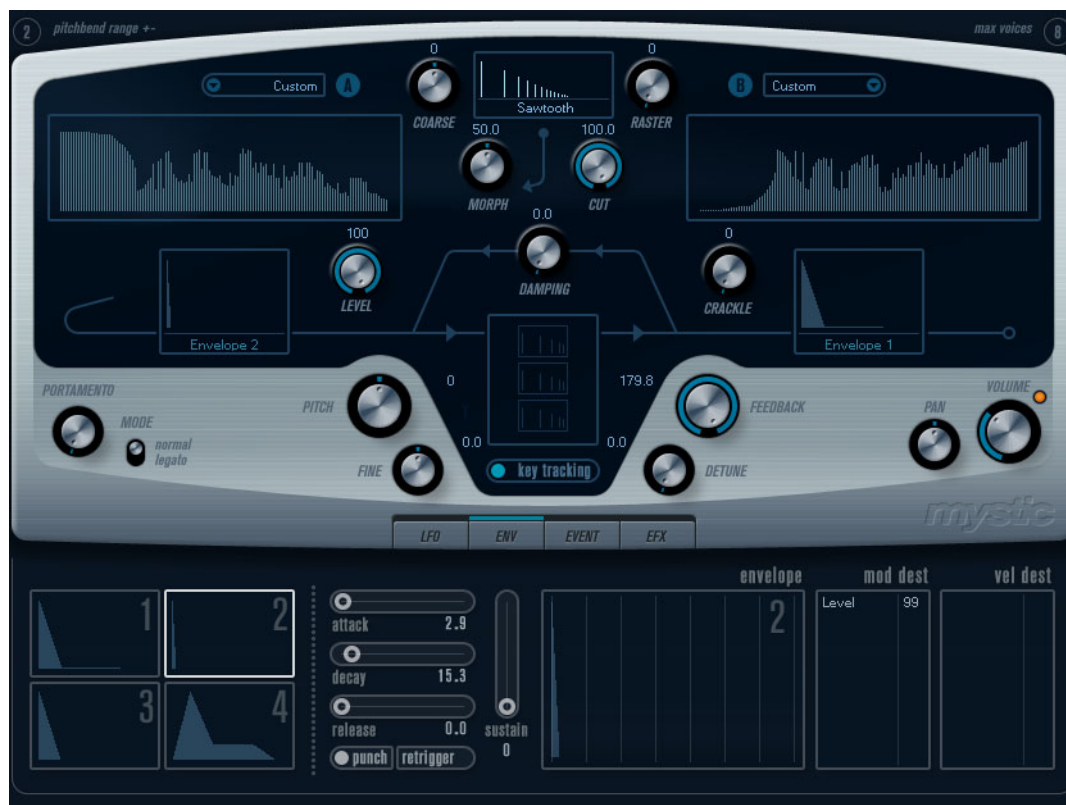 2 pitchbend range +-
max voices 8
0
0
Custom A
Sawtooth
B Custom
COARSE
RASTER
50.0
100.0
MORPH
CUT
100
0.0
0
LEVEL
DAMPING
CRACKLE
Envelope 2
Envelope 1
PORTAMENTO
PITCH
0
179.8
FEEDBACK
PAN
VOLUME
MODE
normal
legato
0.0
0.0
FINE
key tracking
DETUNE
mystic
LFO
ENV
EVENT
EFX
envelope
mod dest
vel dest
1
2
attack 2.9
2
Level 99
decay 15.3
3
4
release 0.0
sustain
0
punch
retrigger